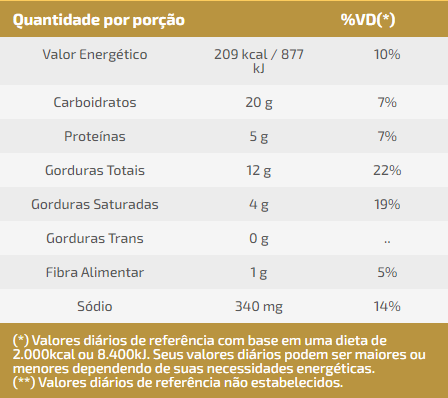 Quantidade por porção %VD(*)
Valor Energético 209 kcal / 877 kJ 10%
Carboidratos 20 g 7%
Proteínas 5 g 7%
Gorduras Totais 12 g 22%
Gorduras Saturadas 4 g 19%
Gorduras Trans 0 g ..
Fibra Alimentar 1 g 5%
Sódio 340 mg 14%
(*) Valores diários de referência com base em uma dieta de
2.000kcal ou 8.400kJ. Seus valores diários podem ser maiores ou
menores dependendo de suas necessidades energéticas.
(**) Valores diários de referência não estabelecidos.